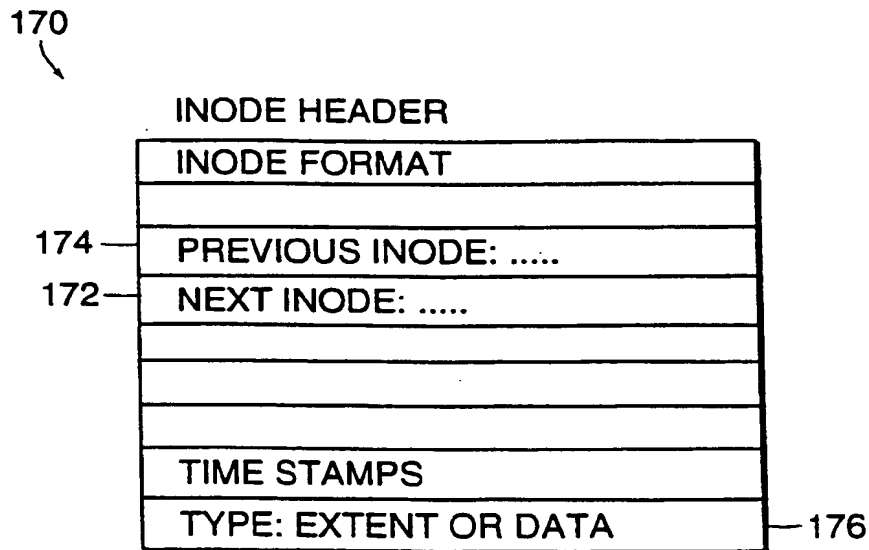 170
INODE HEADER
INODE FORMAT
174
PREVIOUS INODE: .....
172
NEXT INODE: .....
TIME STAMPS
TYPE: EXTENT OR DATA
176